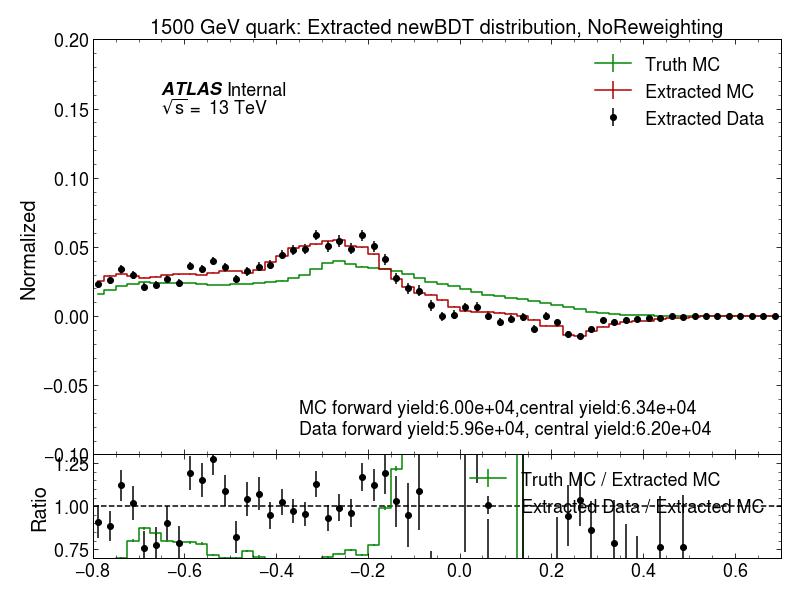 1500 GeV quark: Extracted newBDT distribution, NoReweighting
0.20
0.15
0.10
0.05
0.00
−0.05
−0.10
Normalized
ATLAS Internal
√s = 13 TeV
Truth MC
Extracted MC
Extracted Data
MC forward yield:6.00e+04,central yield:6.34e+04
Data forward yield:5.96e+04, central yield:6.20e+04
1.25
1.00
0.75
Ratio
Truth MC / Extracted MC
Extracted Data / Extracted MC
−0.8 −0.6 −0.4 −0.2 0.0 0.2 0.4 0.6